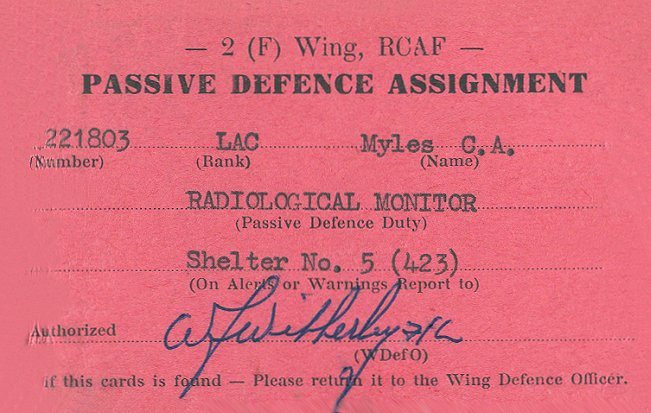 — 2 (F) Wing, RCAF —
PASSIVE DEFENCE ASSIGNMENT
221803 LAC Myles C.A.
(Number) (Rank) (Name)
RADIOLOGICAL MONITOR
(Passive Defence Duty)
Shelter No. 5 (423)
(On Alerts or Warnings Report to)
Authorized
(WDefO)
if this cards is found — Please return it to the Wing Defence Officer.